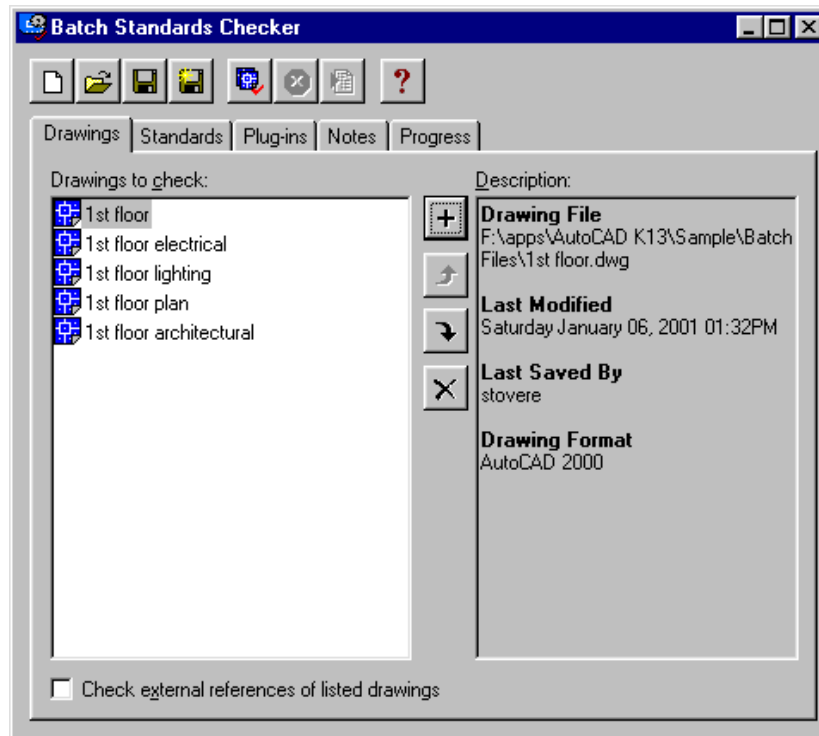 Batch Standards Checker
Drawings
Standards
Plug-ins
Notes
Progress
Drawings to check:
1st floor
1st floor electrical
1st floor lighting
1st floor plan
1st floor architectural
Description:
Drawing File
F:\apps\AutoCAD K13\Sample\Batch
Files\1st floor.dwg
Last Modified
Saturday January 06, 2001 01:32PM
Last Saved By
stovere
Drawing Format
AutoCAD 2000
Check external references of listed drawings